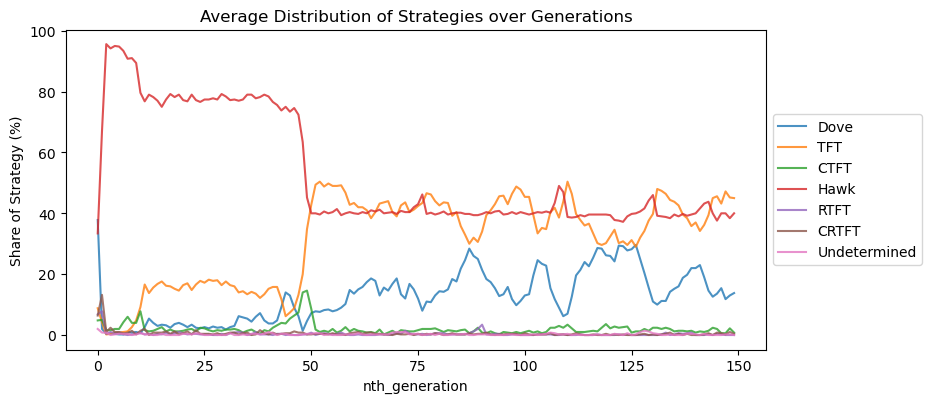 Average Distribution of Strategies over Generations
100
80
60
40
20
0
Share of Strategy (%)
0 25 50 75 100 125 150
nth_generation
Dove
TFT
CTFT
Hawk
RTFT
CRTFT
Undetermined